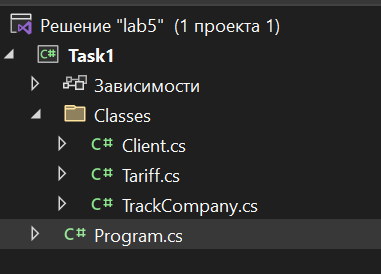 Решение "lab5" (1 проекта 1)
Task1
Зависимости
Classes
C# Client.cs
C# Tariff.cs
C# TrackCompany.cs
C# Program.cs